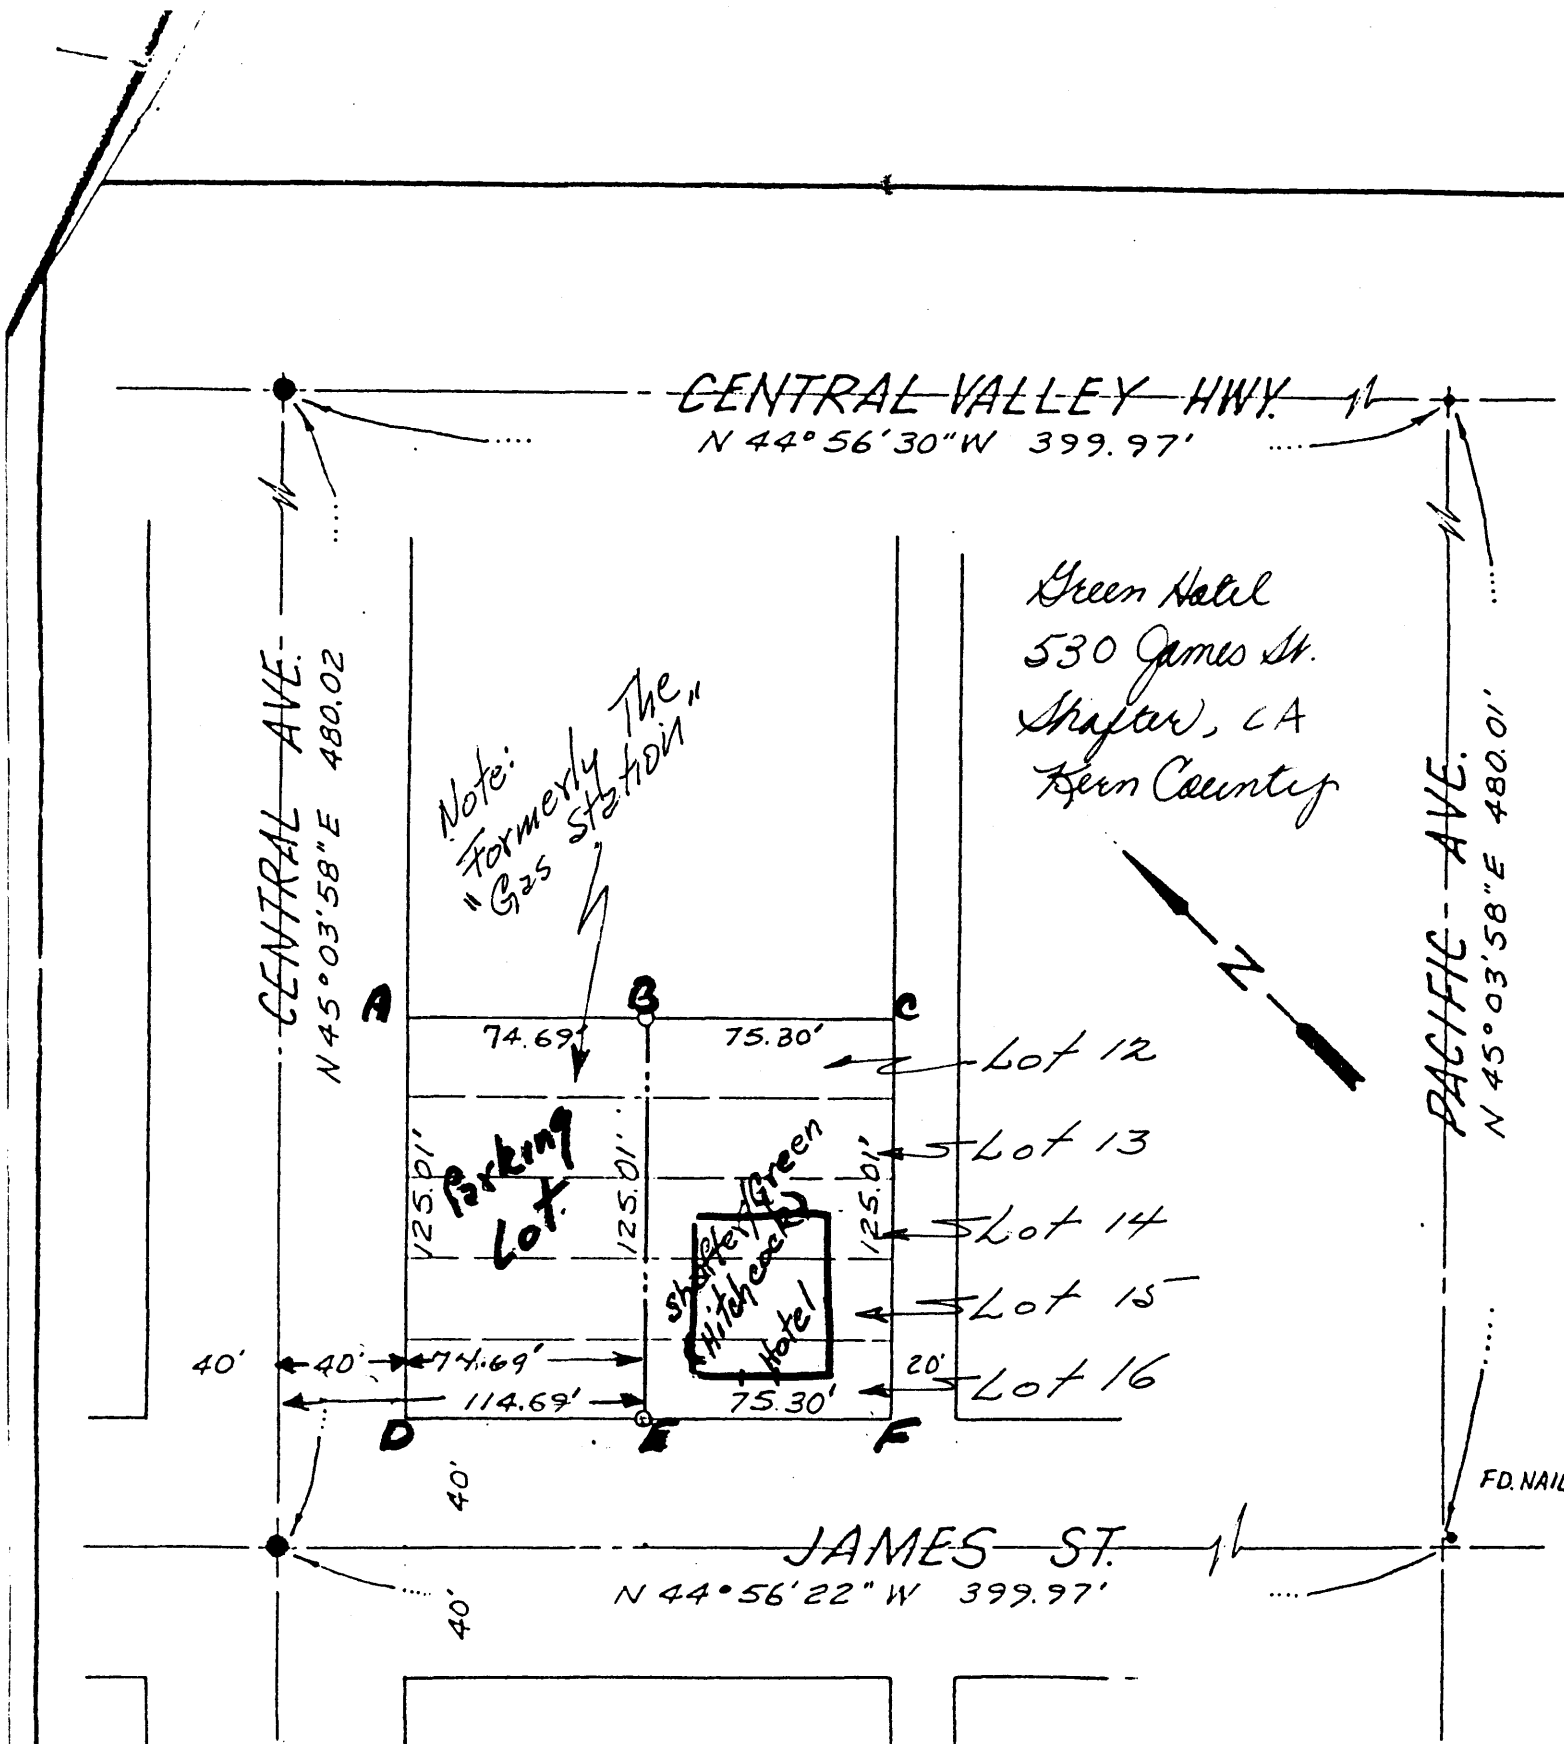 CENTRAL VALLEY HWY.
N 44°56'30"W 399.97'
CENTRAL AVE.
N 45°03'58"E 480.02
Green Hotel
530 James St.
Shafter, CA
Kern County
PACIFIC AVE.
N 45°03'58"E 480.01'
Note:
Formerly The
"Gas Station"
N
A
B
C
74.69'
75.30'
Lot 12
Lot 13
Lot 14
Lot 15
Lot 16
125.01'
Parking
Lot
125.01'
125.01'
Shafter/Green
(Hitchcock)
Hotel
40'
40'
74.69'
20'
114.69'
75.30'
D
E
F
40'
FD. NAIL
JAMES ST.
N 44°56'22"W 399.97'
40'